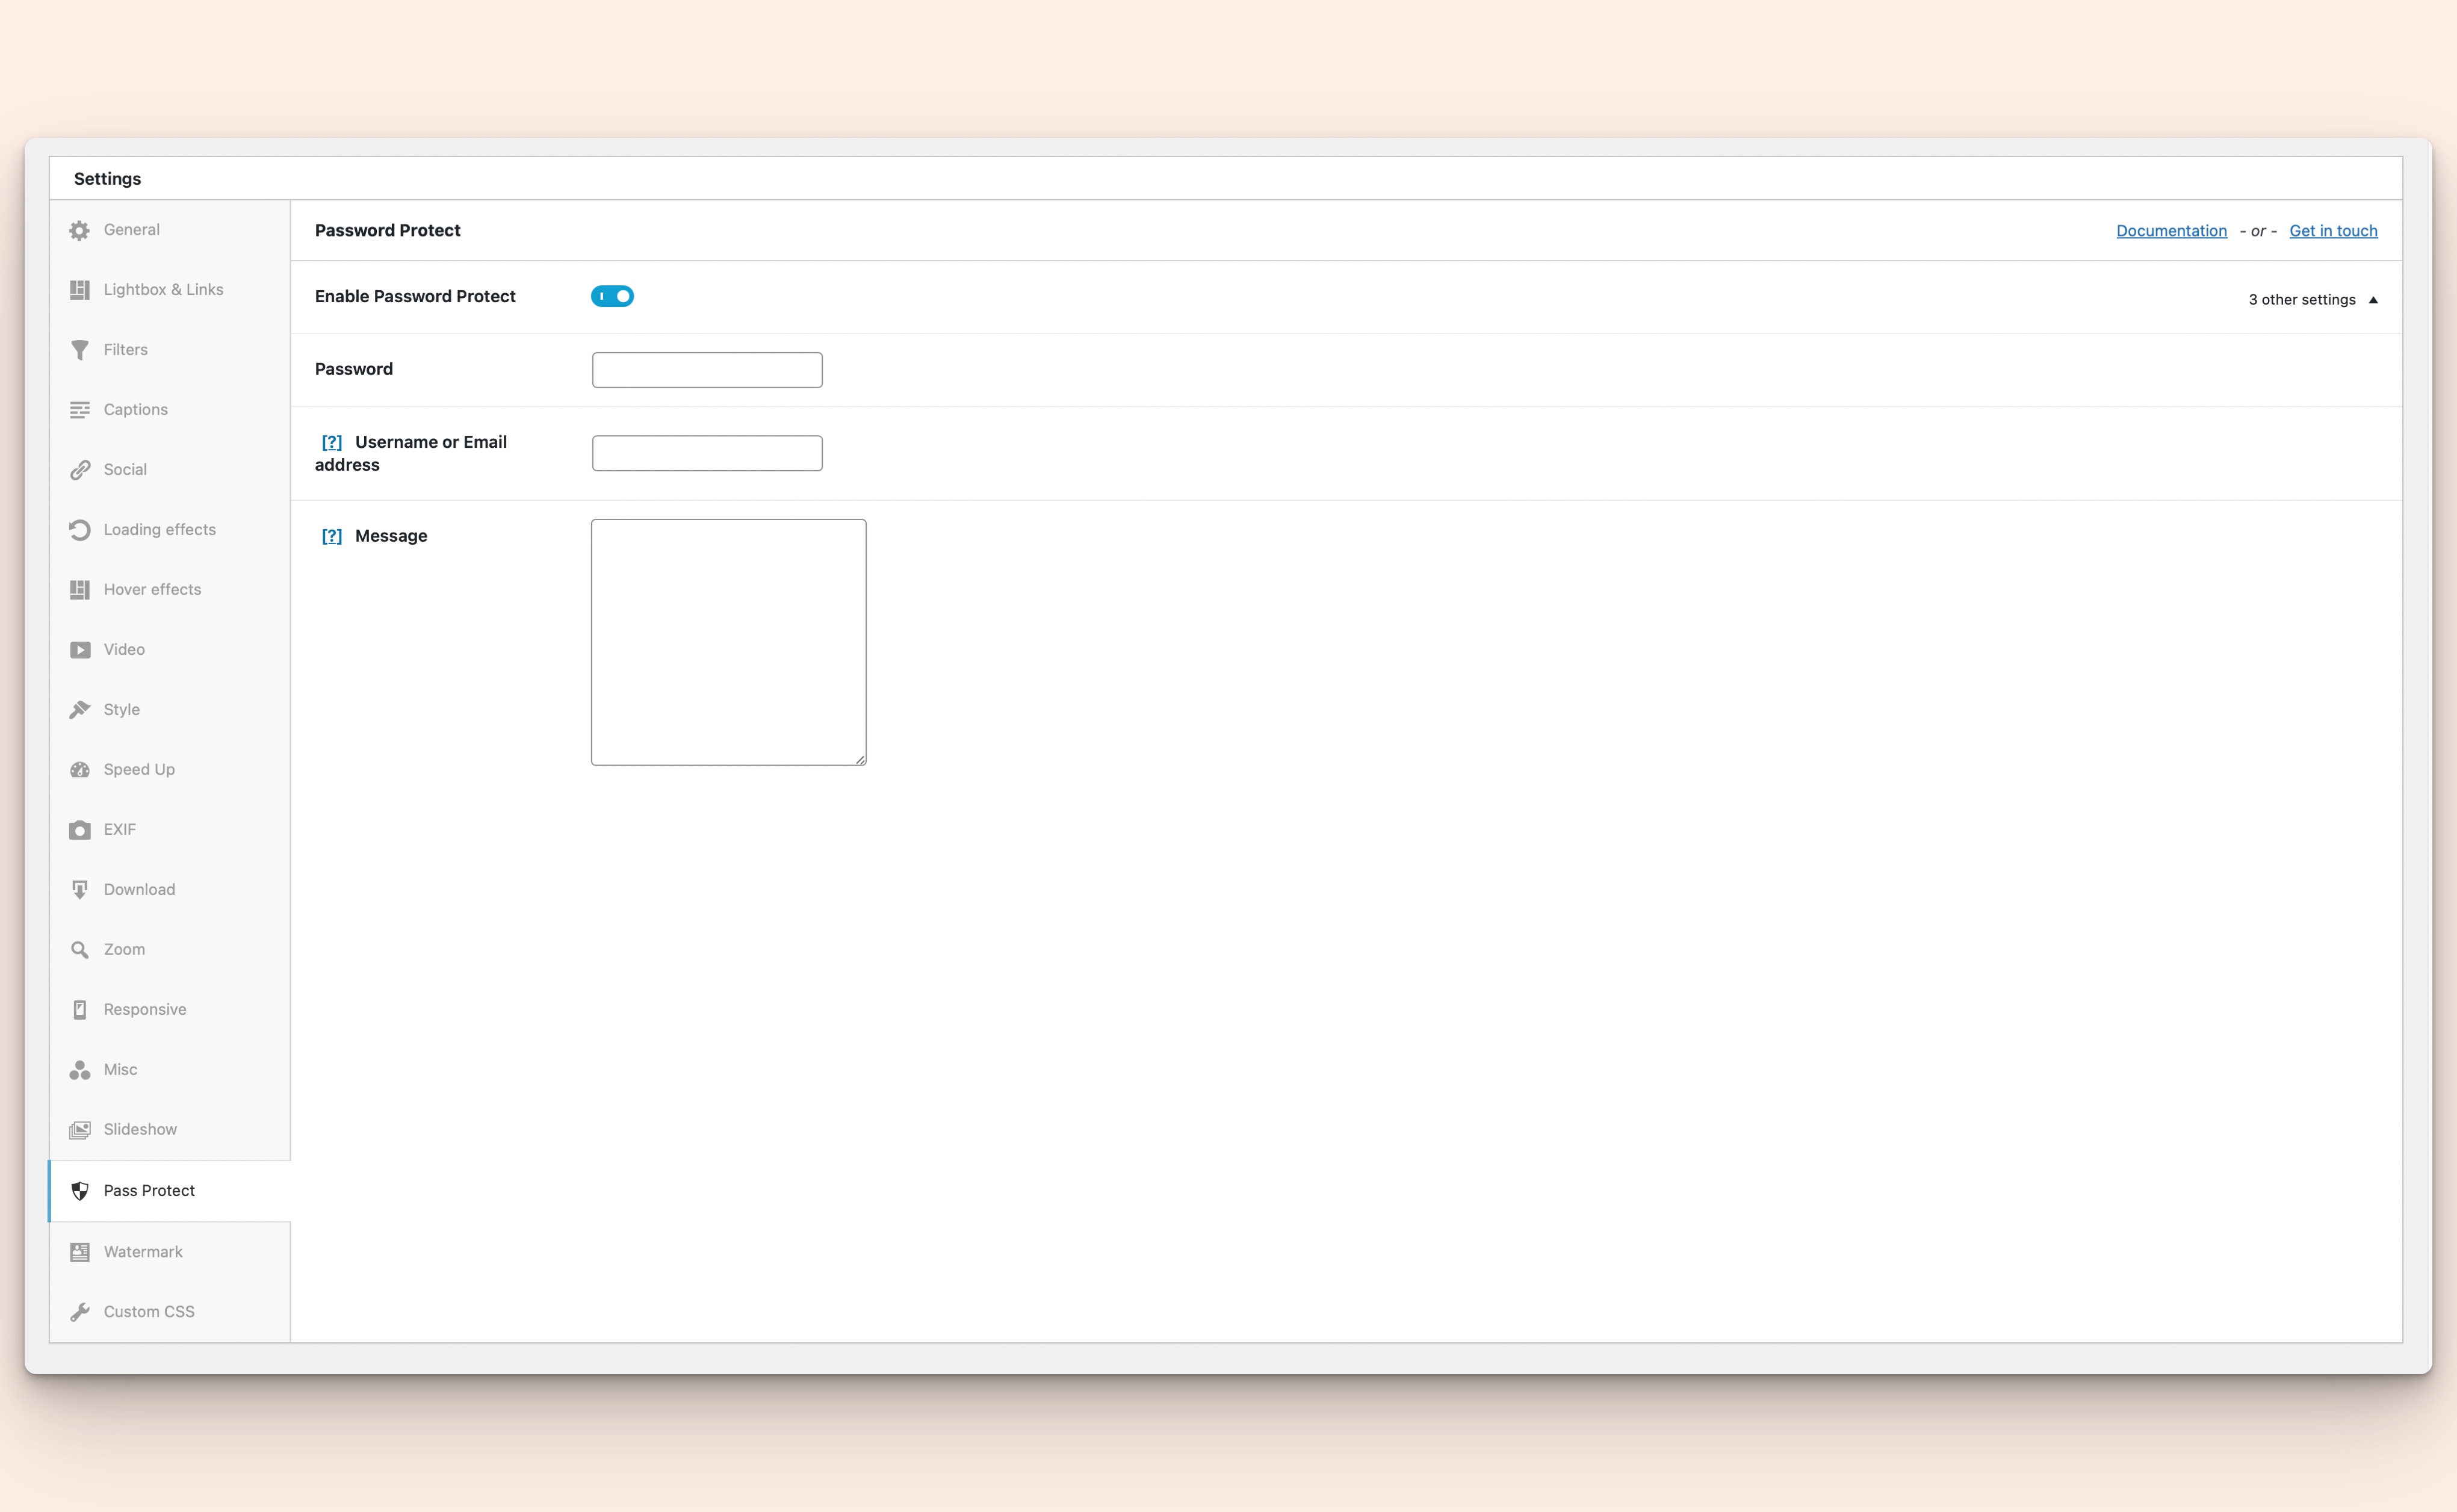 Settings
General
Lightbox & Links
Filters
Captions
Social
Loading effects
Hover effects
Video
Style
Speed Up
EXIF
Download
Zoom
Responsive
Misc
Slideshow
Pass Protect
Watermark
Custom CSS
Password Protect
Documentation - or - Get in touch
Enable Password Protect
3 other settings ▲
Password
[?] Username or Email
address
[?] Message